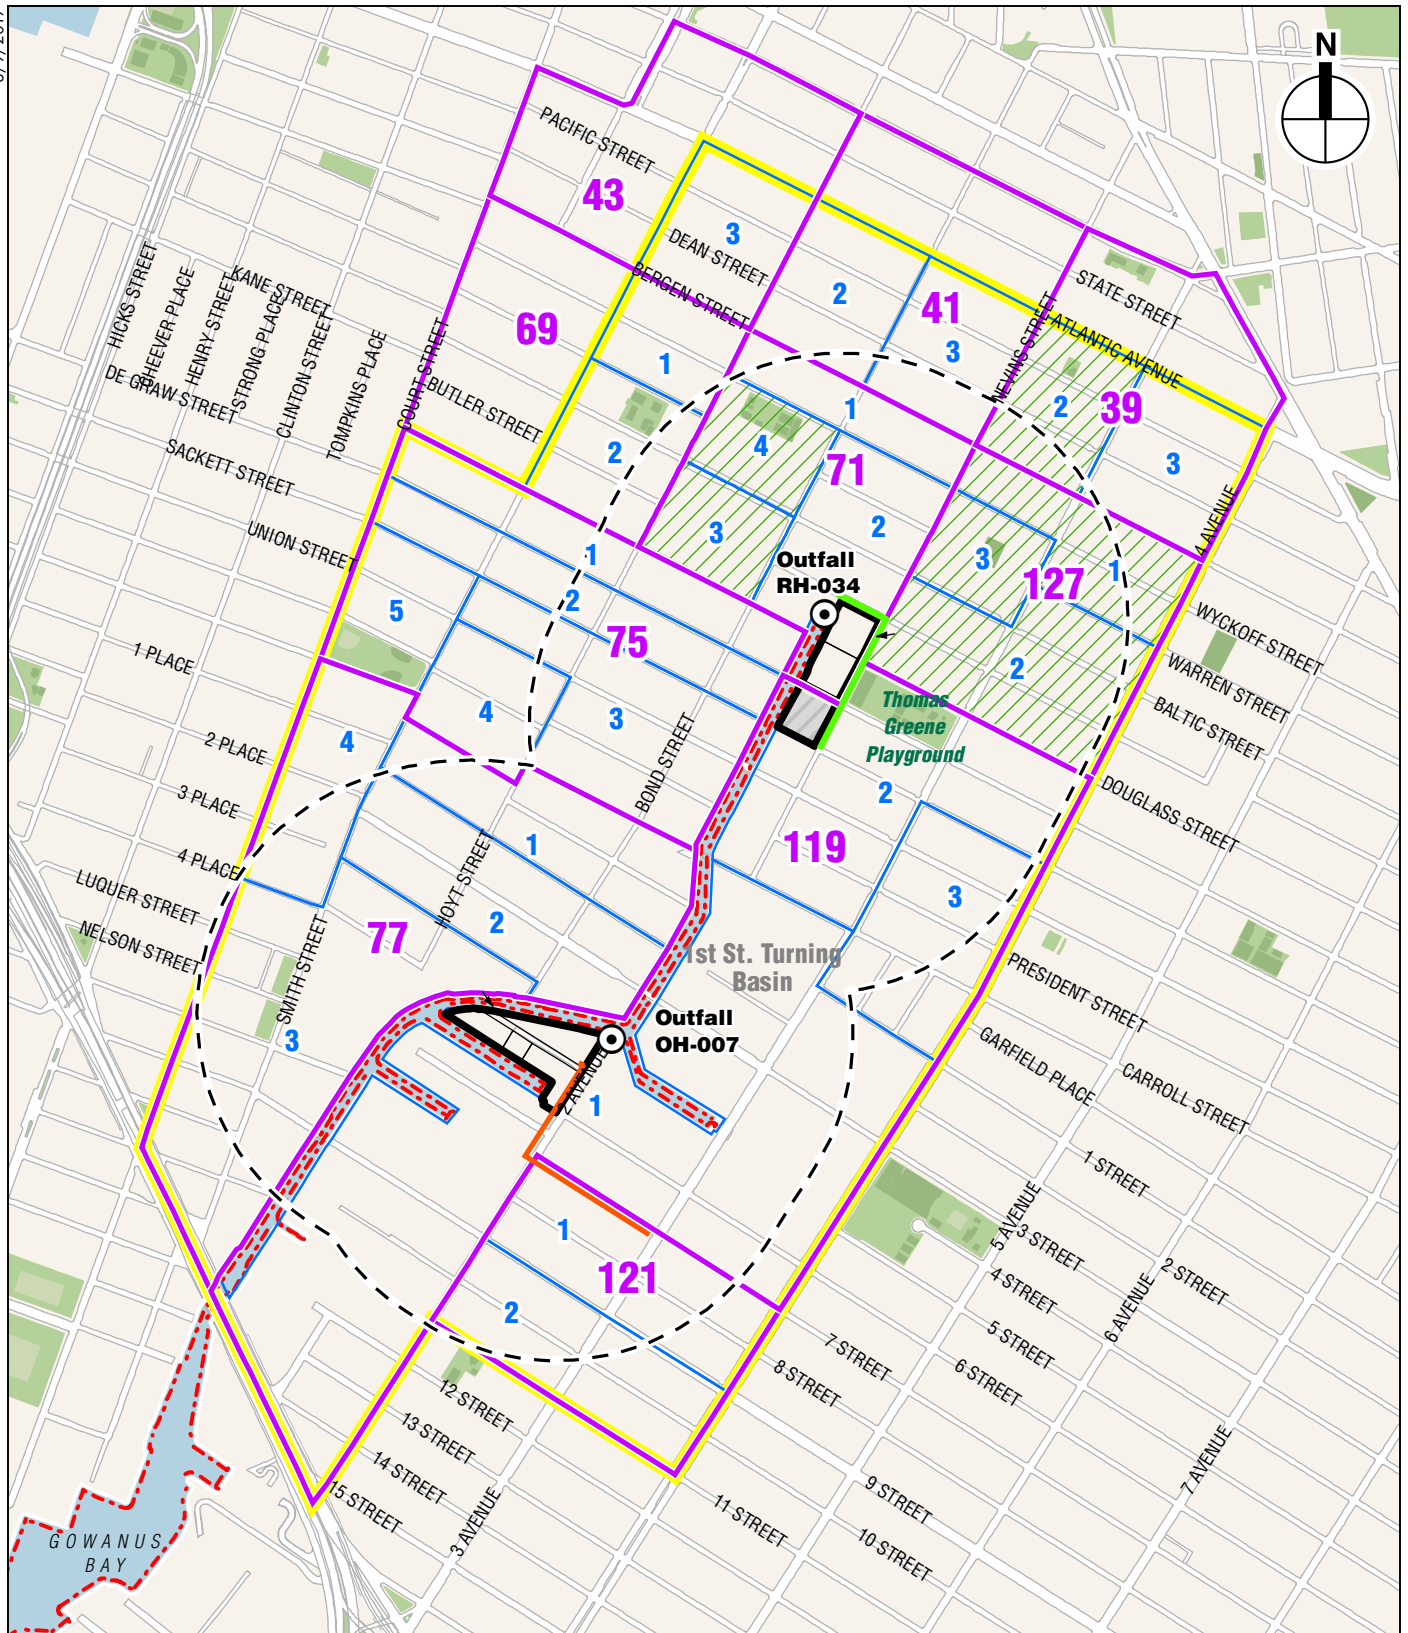 N
PACIFIC STREET
43
3
DEAN STREET
BERGEN STREET
2
41
3
STATE STREET
NEVINS STREET
ATLANTIC AVENUE
HICKS STREET
CHEEVER PLACE
HENRY STREET
KANE STREET
STRONG PLACE
CLINTON STREET
TOMPKINS PLACE
COURT STREET
DE GRAW STREET
69
1
BUTLER STREET
2
1
2
39
3
4
71
SACKETT STREET
UNION STREET
3
2
4 AVENUE
1
Outfall
RH-034
3
127
1
5
2
75
WYCKOFF STREET
WARREN STREET
BALTIC STREET
1 PLACE
2
4
3
BOND STREET
Thomas
Greene
Playground
2 PLACE
4
3 PLACE
2
DOUGLASS STREET
4 PLACE
1
119
HOYT STREET
LUQUER STREET
NELSON STREET
3
77
2
1st St. Turning
Basin
SMITH STREET
PRESIDENT STREET
3
Outfall
OH-007
GARFIELD PLACE
CARROLL STREET
2 AVENUE
1
1 STREET
1
121
5 AVENUE
3 STREET
2 STREET
4 STREET
2
6 AVENUE
5 STREET
7 STREET
8 STREET
6 STREET
12 STREET
13 STREET
14 STREET
15 STREET
3 AVENUE
7 AVENUE
9 STREET
11 STREET
10 STREET
GOWANUS
BAY